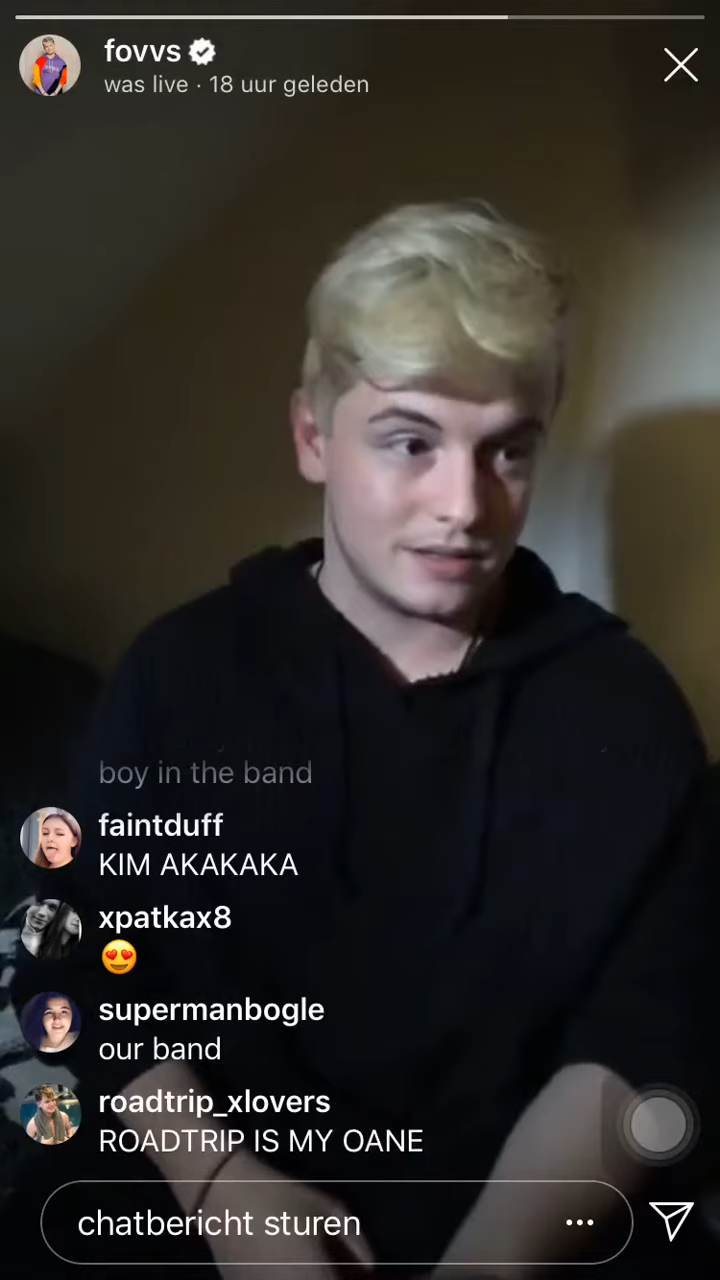 fovvs
was live · 18 uur geleden
boy in the band
faintduff
KIM AKAKAKA
xpatkax8
😍
supermanbogle
our band
roadtrip_xlovers
ROADTRIP IS MY OANE
chatbericht sturen